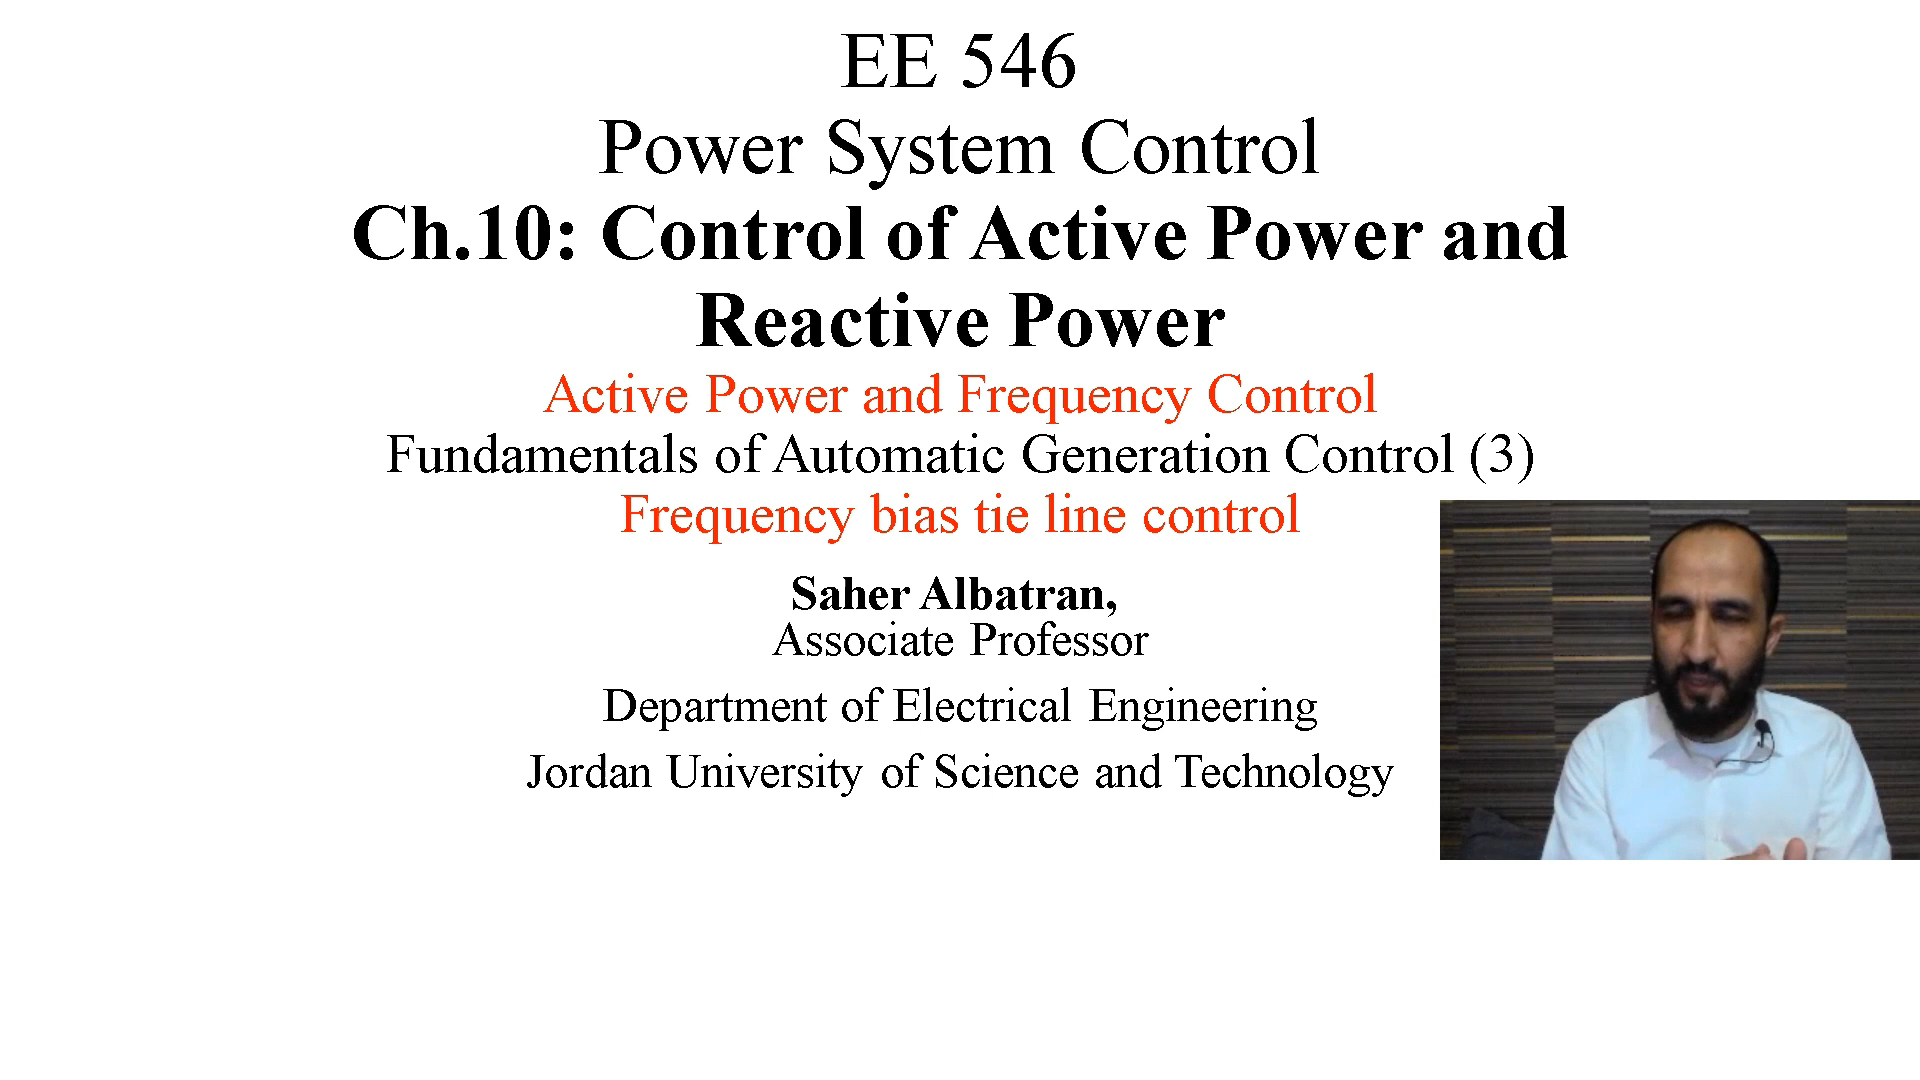 EE 546
Power System Control
Ch.10: Control of Active Power and
Reactive Power
Active Power and Frequency Control
Fundamentals of Automatic Generation Control (3)
Frequency bias tie line control
Saher Albatran,
Associate Professor
Department of Electrical Engineering
Jordan University of Science and Technology